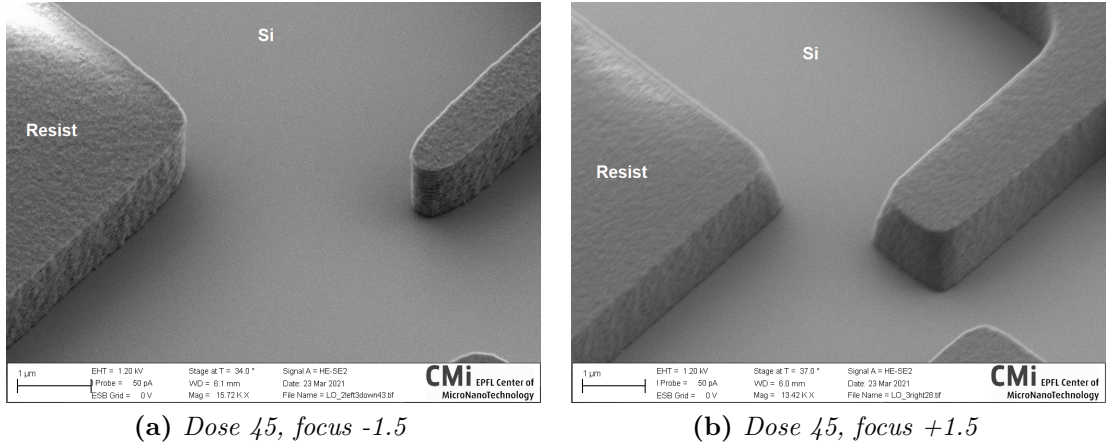 Si
Resist
1 µm
EHT = 1.20 kV
I Probe = 50 pA
ESB Grid = 0 V
Stage at T = 34.0 °
WD = 6.1 mm
Mag = 15.72 K X
Signal A = HE-SE2
Date: 23 Mar 2021
File Name = LO_2left3down43.tif
CMi EPFL Center of
MicroNanoTechnology
(a) Dose 45, focus -1.5
Si
Resist
1 µm
EHT = 1.20 kV
I Probe = 50 pA
ESB Grid = 0 V
Stage at T = 37.0 °
WD = 6.0 mm
Mag = 13.42 K X
Signal A = HE-SE2
Date: 23 Mar 2021
File Name = LO_3right28.tif
CMi EPFL Center of
MicroNanoTechnology
(b) Dose 45, focus +1.5